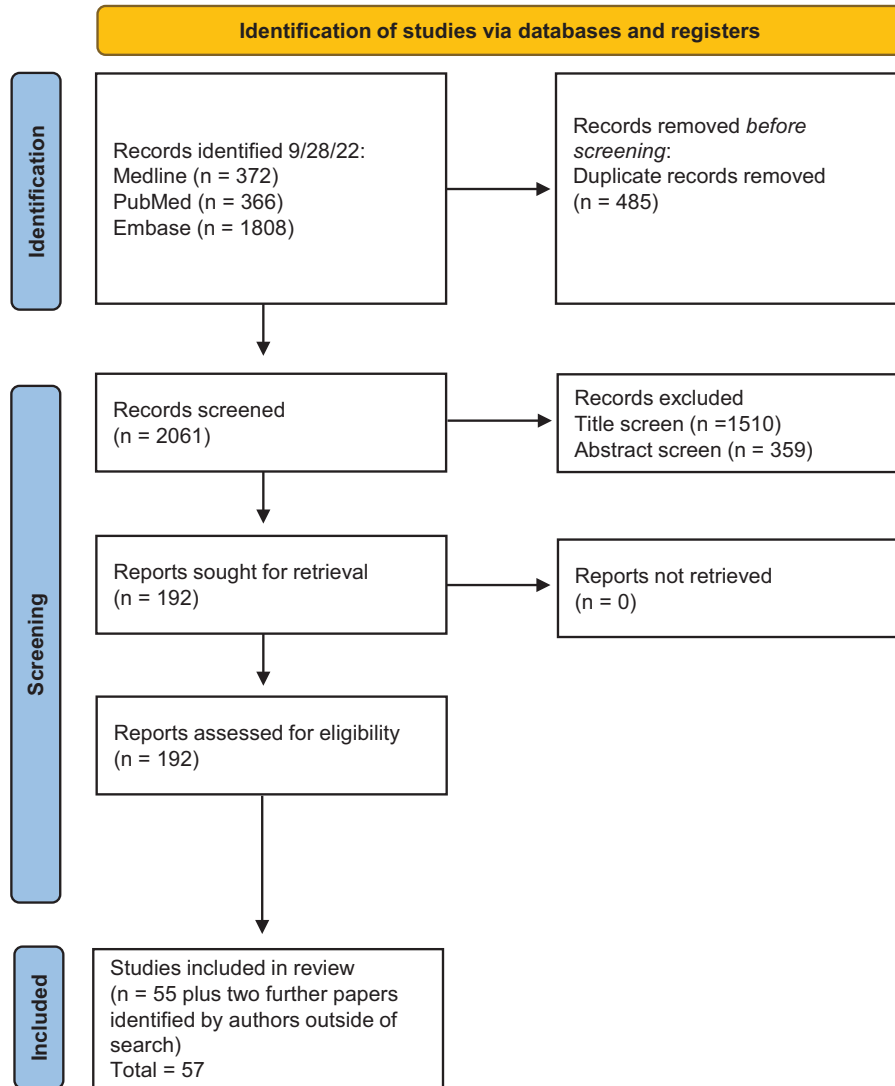 Identification of studies via databases and registers
Identification
Records identified 9/28/22:
Medline (n = 372)
PubMed (n = 366)
Embase (n = 1808)
Records removed before
screening:
Duplicate records removed
(n = 485)
Screening
Records screened
(n = 2061)
Records excluded
Title screen (n =1510)
Abstract screen (n = 359)
Reports sought for retrieval
(n = 192)
Reports not retrieved
(n = 0)
Reports assessed for eligibility
(n = 192)
Included
Studies included in review
(n = 55 plus two further papers
identified by authors outside of
search)
Total = 57